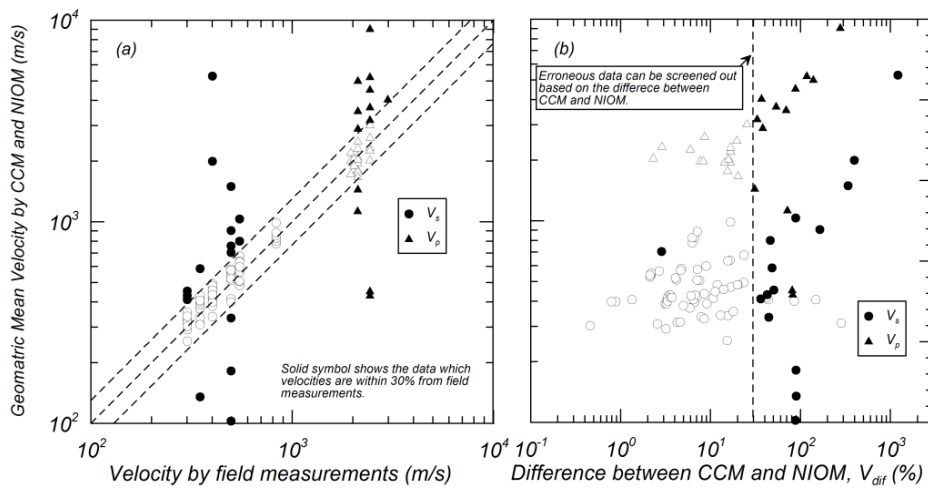 Geomatric Mean Velocity by CCM and NIOM (m/s)
10^4
10^3
10^2
(a)
V_s
V_p
Solid symbol shows the data which
velocities are within 30% from field
measurements.
10^2
10^3
10^4
Velocity by field measurements (m/s)
(b)
Erroneous data can be screened out
based on the differece between
CCM and NIOM.
V_s
V_p
10^-1
10^0
10^1
10^2
10^3
Difference between CCM and NIOM, V_dif (%)